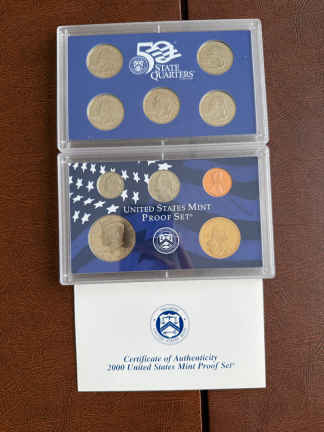 50
STATE
QUARTERS
UNITED STATES MINT
PROOF SET®
Certificate of Authenticity
2000 United States Mint Proof Set®